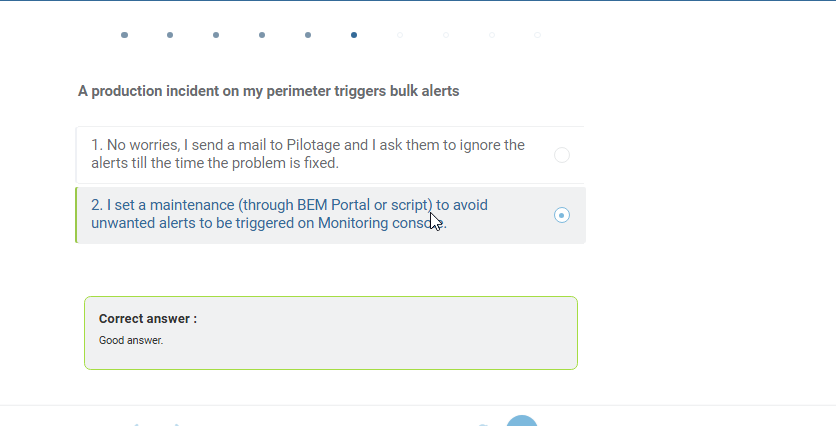 A production incident on my perimeter triggers bulk alerts
1. No worries, I send a mail to Pilotage and I ask them to ignore the
alerts till the time the problem is fixed.
2. I set a maintenance (through BEM Portal or script) to avoid
unwanted alerts to be triggered on Monitoring console.
Correct answer :
Good answer.